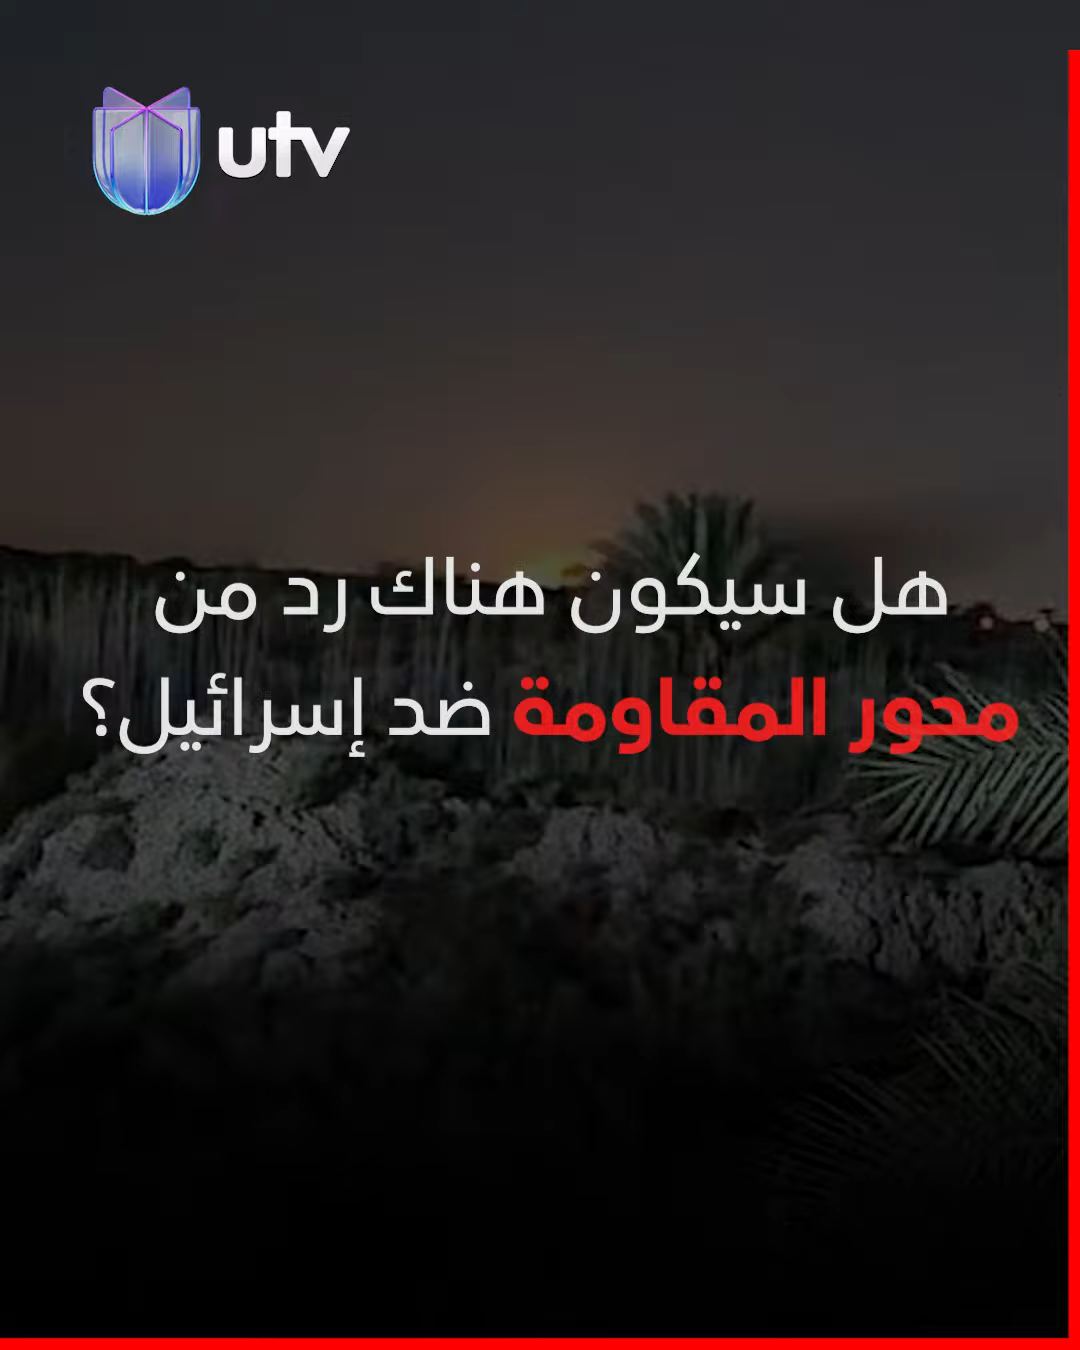 utv
هل سيكون هناك رد من
محور المقاومة ضد إسرائيل؟